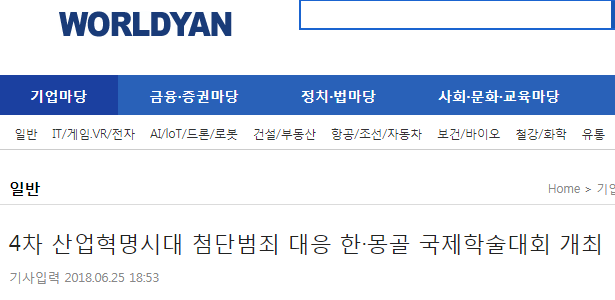 WORLDYAN
기업마당 금융·증권마당 정치·법마당 사회·문화·교육마당
일반 IT/게임.VR/전자 AI/IoT/드론/로봇 건설/부동산 항공/조선/자동차 보건/바이오 철강/화학 유통
일반 Home > 기업
4차 산업혁명시대 첨단범죄 대응 한·몽골 국제학술대회 개최
기사입력 2018.06.25 18:53